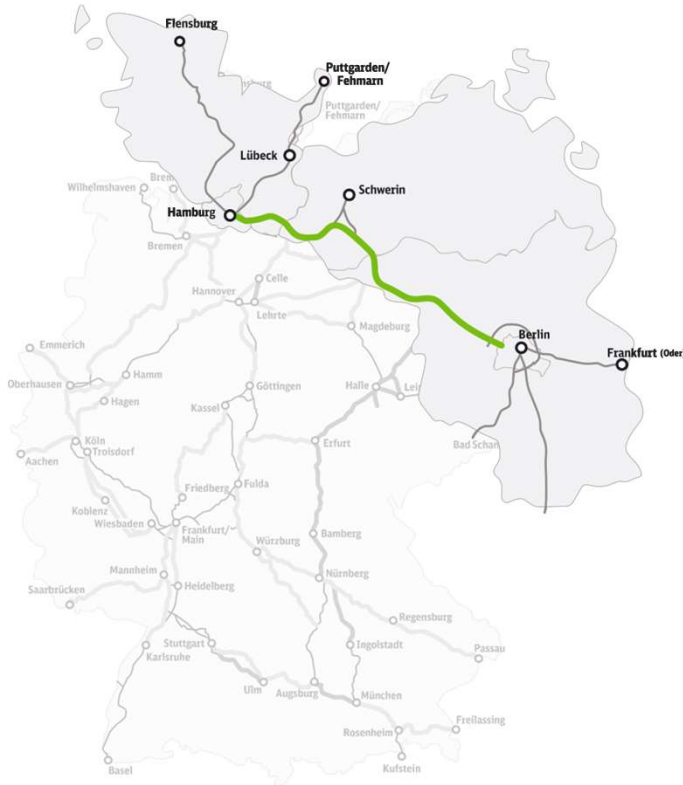 Flensburg
Puttgarden/
Fehmarn
Puttgarden/
Fehmarn
Lübeck
Schwerin
Wilhelmshaven
Hamburg
Bremen
Celle
Hannover
Lehrte
Magdeburg
Berlin
Frankfurt (Oder)
Emmerich
Oberhausen
Hamm
Hagen
Göttingen
Kassel
Halle
Köln
Troisdorf
Aachen
Erfurt
Bad Schan
Friedberg
Fulda
Koblenz
Wiesbaden
Frankfurt/
Main
Bamberg
Würzburg
Mannheim
Nürnberg
Heidelberg
Saarbrücken
Regensburg
Stuttgart
Karlsruhe
Ingolstadt
Passau
Ulm
Augsburg
München
Rosenheim
Freilassing
Basel
Kufstein